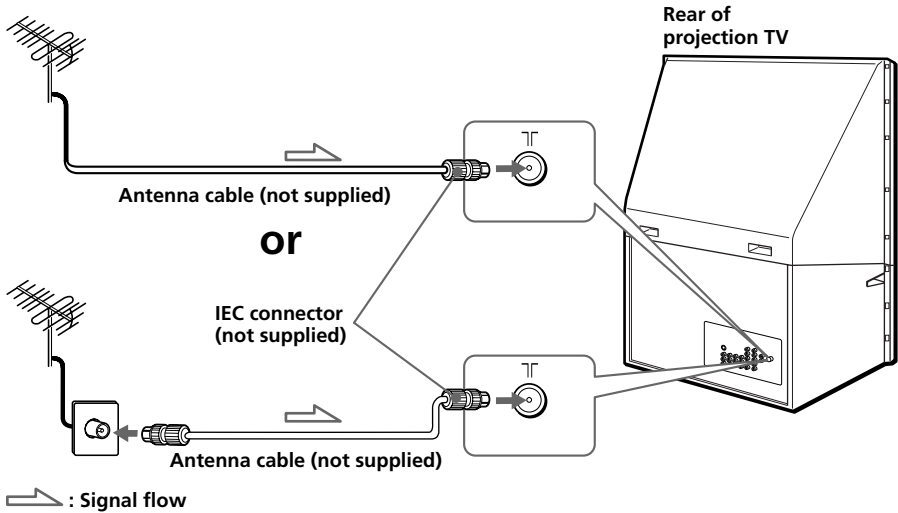 Rear of
projection TV
Antenna cable (not supplied)
or
IEC connector
(not supplied)
Antenna cable (not supplied)
: Signal flow